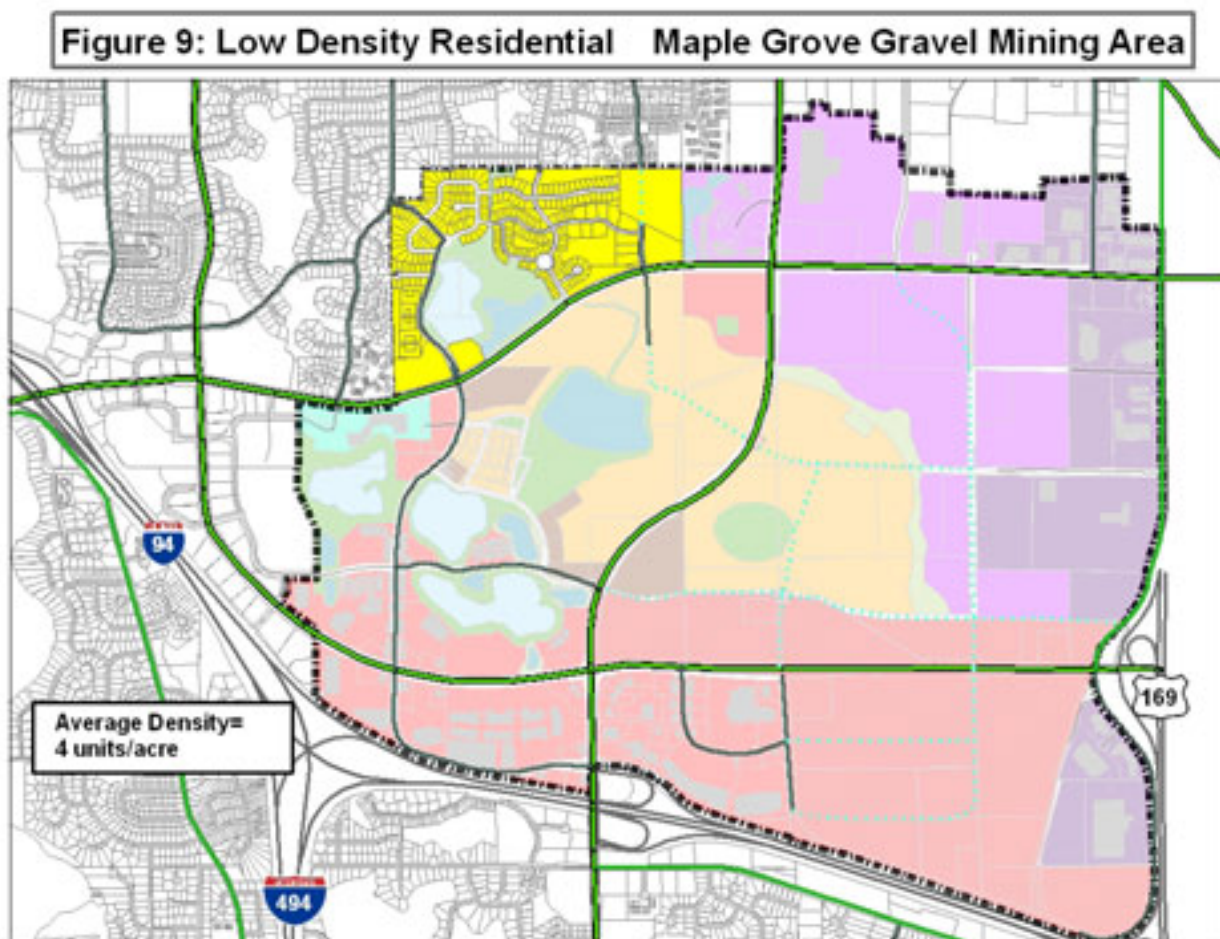 Figure 9: Low Density Residential Maple Grove Gravel Mining Area
94
Average Density=
4 units/acre
169
494